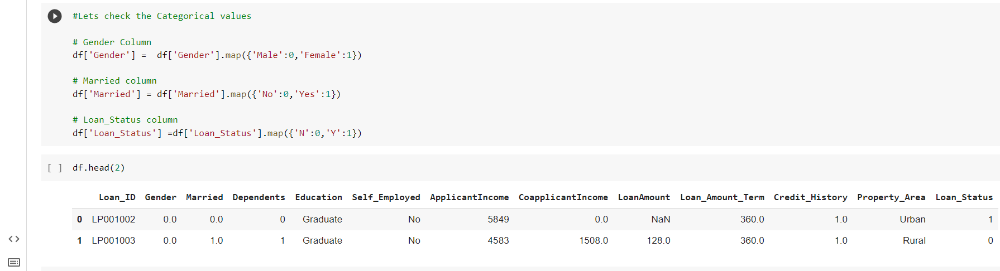 #Lets check the Categorical values
# Gender Column
df['Gender'] =  df['Gender'].map({'Male':0,'Female':1})
# Married column
df['Married'] = df['Married'].map({'No':0,'Yes':1})
# Loan_Status column
df['Loan_Status'] =df['Loan_Status'].map({'N':0,'Y':1})
[ ] df.head(2)
Loan_ID Gender Married Dependents Education Self_Employed ApplicantIncome CoapplicantIncome LoanAmount Loan_Amount_Term Credit_History Property_Area Loan_Status
0 LP001002 0.0 0.0 0 Graduate No 5849 0.0 NaN 360.0 1.0 Urban 1
1 LP001003 0.0 1.0 1 Graduate No 4583 1508.0 128.0 360.0 1.0 Rural 0